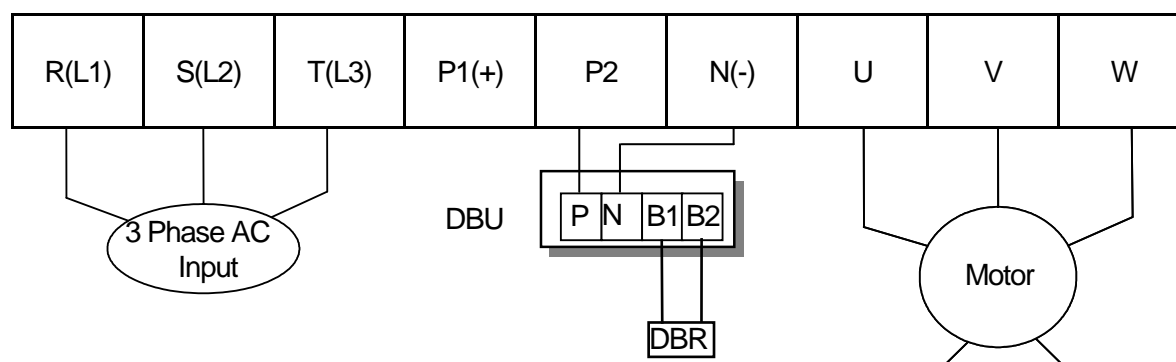 R(L1) S(L2) T(L3) P1(+) P2 N(-) U V W
DBU P N B1 B2
3 Phase AC
Input
Motor
DBR